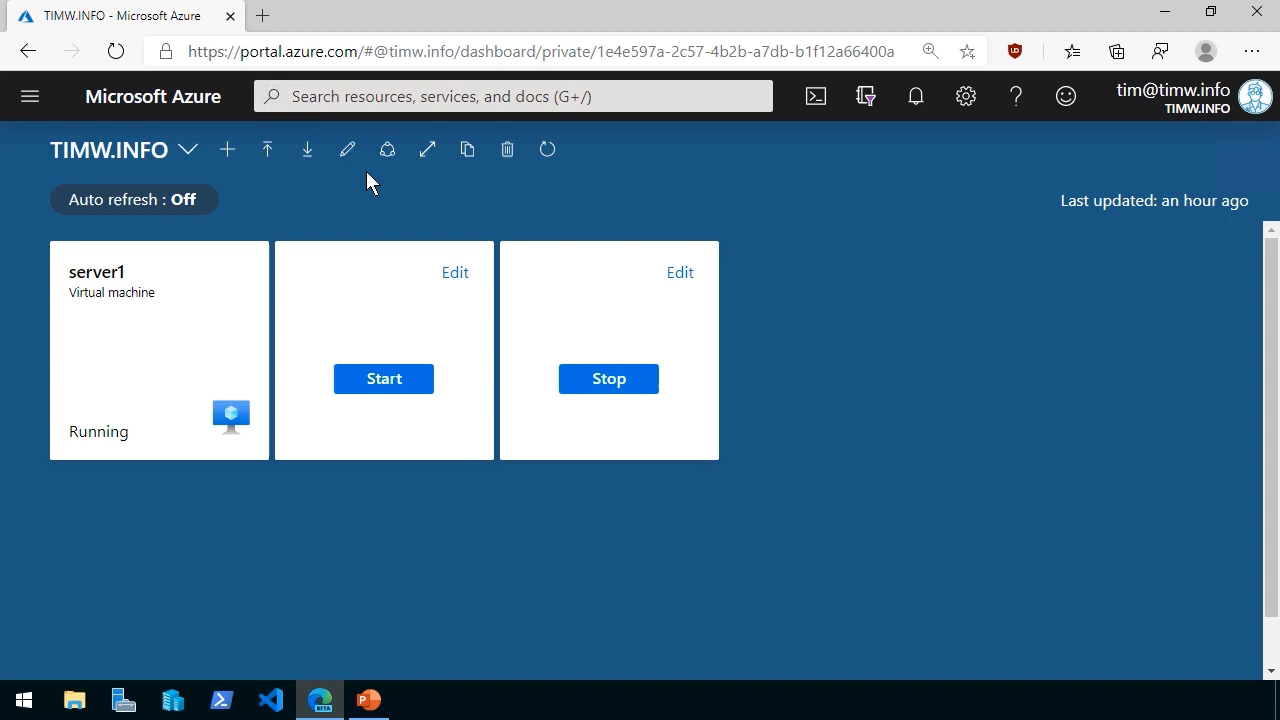 TIMW.INFO - Microsoft Azure
https://portal.azure.com/#@timw.info/dashboard/private/1e4e597a-2c57-4b2b-a7db-b1f12a66400a
Microsoft Azure
Search resources, services, and docs (G+/)
tim@timw.info
TIMW.INFO
TIMW.INFO
Auto refresh : Off
Last updated: an hour ago
server1
Virtual machine
Running
Edit
Start
Edit
Stop
BETA